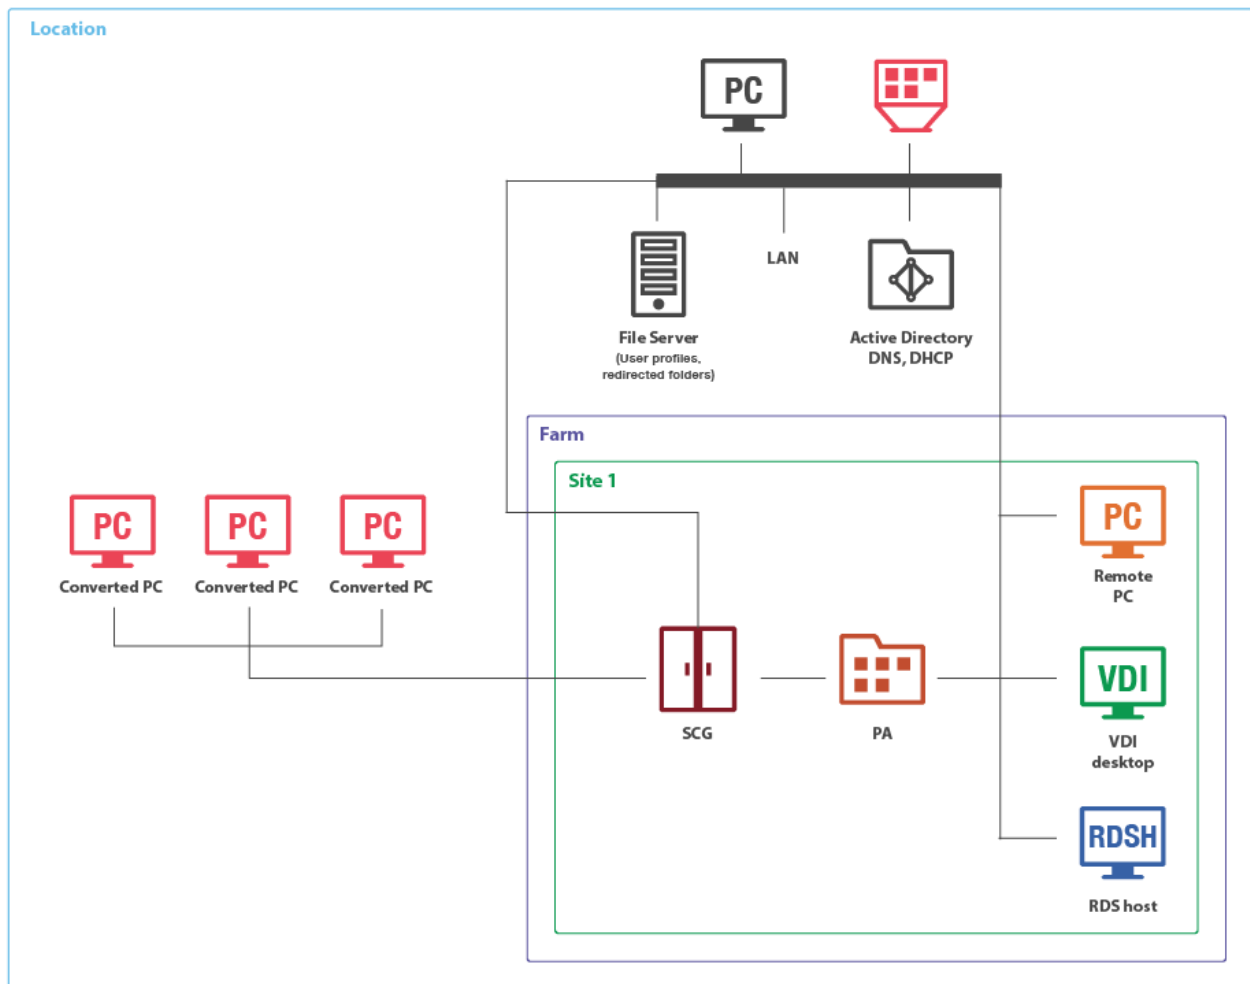 Location
PC
LAN
File Server
(User profiles,
redirected folders)
Active Directory
DNS, DHCP
Farm
Site 1
PC
Converted PC
PC
Converted PC
PC
Converted PC
SCG
PA
PC
Remote
PC
VDI
VDI
desktop
RDSH
RDS host